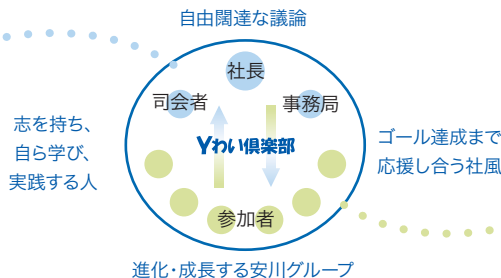 自由闊達な議論
社長
司会者
事務局
志を持ち、
自ら学び、
実践する人
Yわい倶楽部
ゴール達成まで
応援し合う社風
参加者
進化・成長する安川グループ